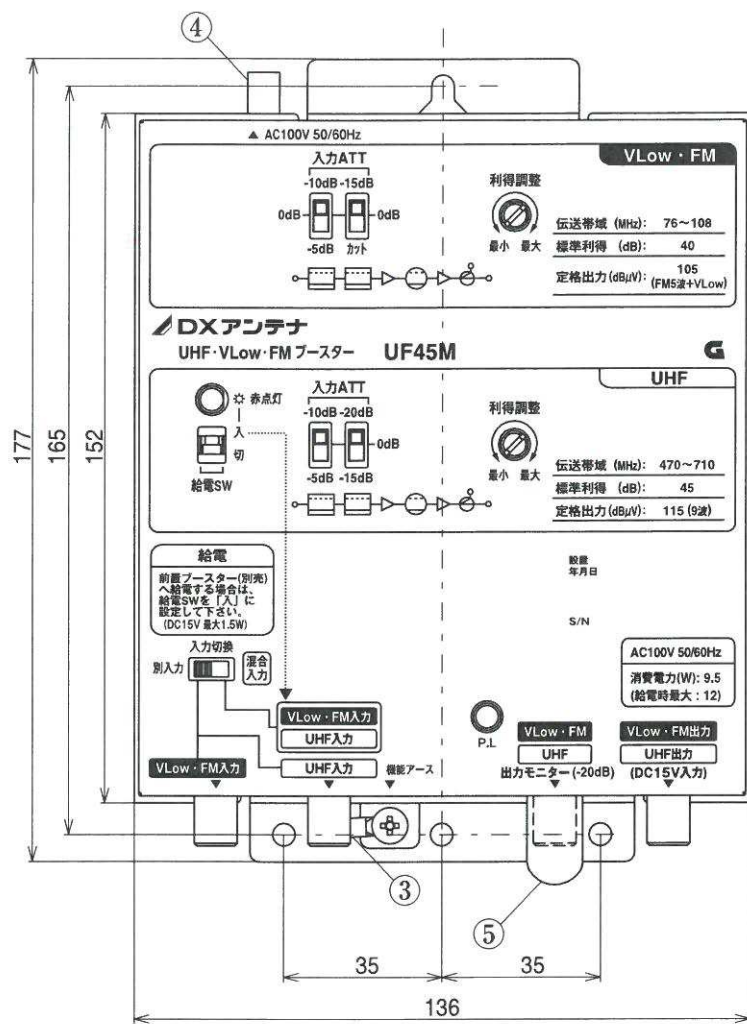 ④
▲ AC100V 50/60Hz
VLow・FM
入力ATT
-10dB -15dB
0dB
0dB
-5dB カット
利得調整
最小 最大
伝送帯域 (MHz): 76～108
標準利得 (dB): 40
定格出力(dBμV): 105
(FM5波+VLow)
DXアンテナ
UHF・VLow・FM ブースター UF45M
G
UHF
赤点灯
入
切
給電SW
入力ATT
-10dB -20dB
0dB
-5dB -15dB
利得調整
最小 最大
伝送帯域 (MHz): 470～710
標準利得 (dB): 45
定格出力(dBμV): 115 (9波)
177
165
152
給電
前置ブースター(別売)
へ給電する場合は、
給電SWを「入」に
設定して下さい。
(DC15V 最大1.5W)
設置
年月日
S/N
入力切換
別入力
混合
入力
AC100V 50/60Hz
消費電力(W): 9.5
(給電時最大 : 12)
VLow・FM入力
UHF入力
VLow・FM入力
UHF入力
機能アース
P.L
VLow・FM
UHF
出力モニター(-20dB)
VLow・FM出力
UHF出力
(DC15V入力)
③
⑤
35
35
136